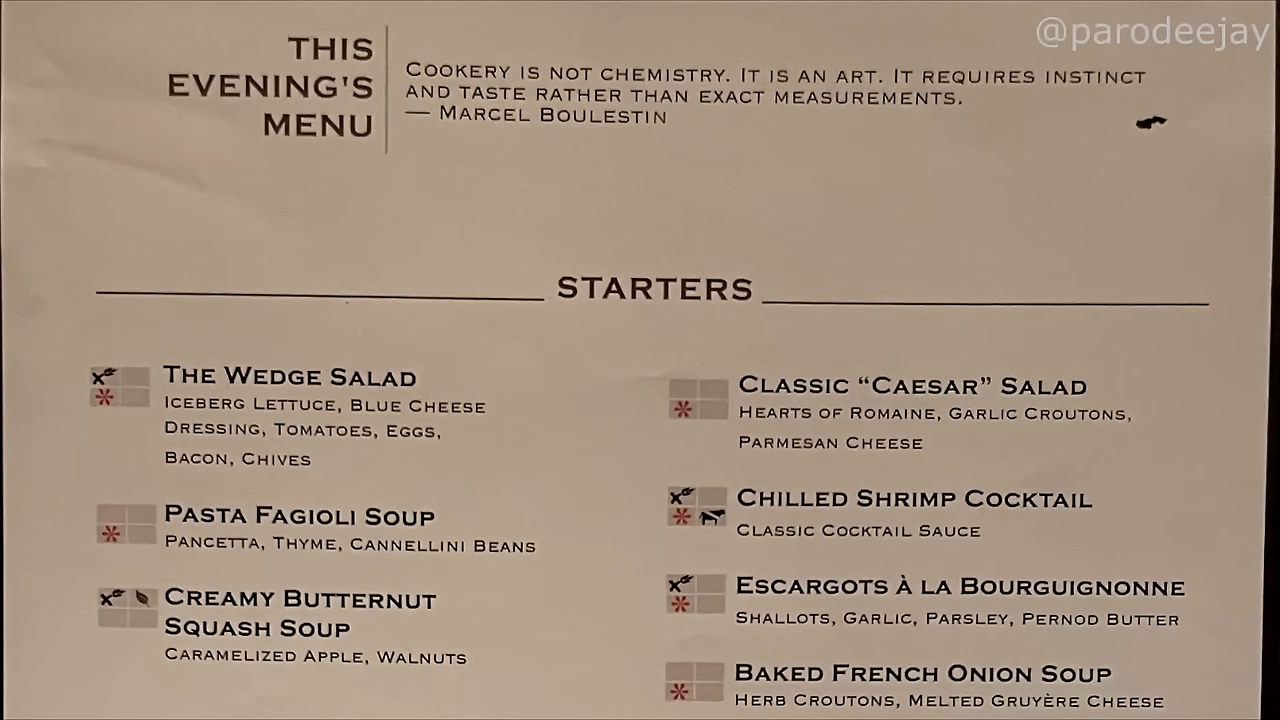 @parodeejay
THIS
EVENING'S
MENU
COOKERY IS NOT CHEMISTRY. IT IS AN ART. IT REQUIRES INSTINCT
AND TASTE RATHER THAN EXACT MEASUREMENTS.
— MARCEL BOULESTIN
STARTERS
THE WEDGE SALAD
ICEBERG LETTUCE, BLUE CHEESE
DRESSING, TOMATOES, EGGS,
BACON, CHIVES
PASTA FAGIOLI SOUP
PANCETTA, THYME, CANNELLINI BEANS
CREAMY BUTTERNUT
SQUASH SOUP
CARAMELIZED APPLE, WALNUTS
CLASSIC “CAESAR” SALAD
HEARTS OF ROMAINE, GARLIC CROUTONS,
PARMESAN CHEESE
CHILLED SHRIMP COCKTAIL
CLASSIC COCKTAIL SAUCE
ESCARGOTS À LA BOURGUIGNONNE
SHALLOTS, GARLIC, PARSLEY, PERNOD BUTTER
BAKED FRENCH ONION SOUP
HERB CROUTONS, MELTED GRUYÈRE CHEESE